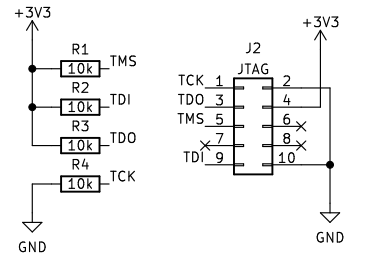 +3V3
R1
10k TMS
R2
10k TDI
R3
10k TDO
R4
10k TCK
GND
+3V3
J2
JTAG
TCK 1 2
TDO 3 4
TMS 5 6
7 8
TDI 9 10
GND